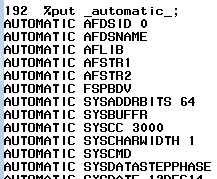 192  %put _automatic_;
AUTOMATIC AFDSID 0
AUTOMATIC AFDSNAME
AUTOMATIC AFLIB
AUTOMATIC AFSTR1
AUTOMATIC AFSTR2
AUTOMATIC FSPBDV
AUTOMATIC SYSADDRBITS 64
AUTOMATIC SYSBUFFR
AUTOMATIC SYSCC 3000
AUTOMATIC SYSCHARWIDTH 1
AUTOMATIC SYSCMD
AUTOMATIC SYSDATASTEPPHASE
AUTOMATIC SYSDATE 12DEC14